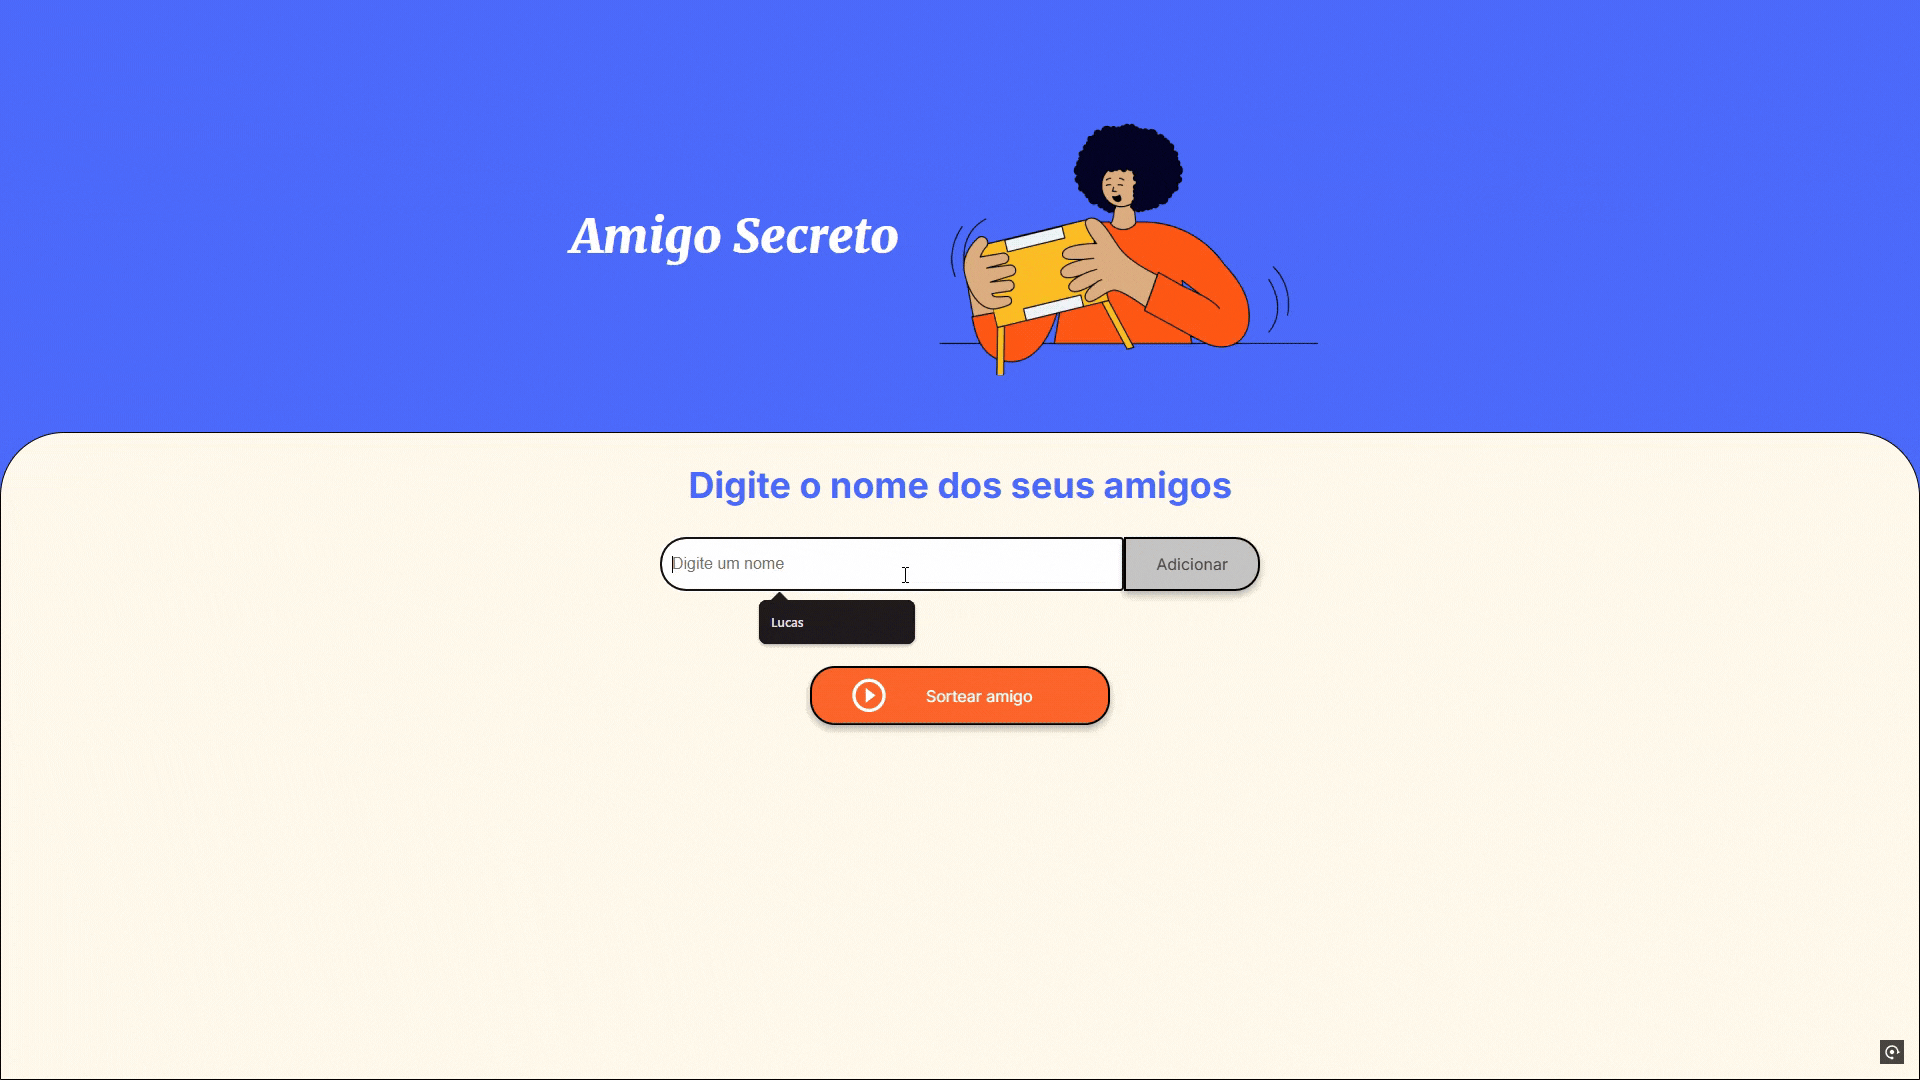 Amigo Secreto
Digite o nome dos seus amigos
Digite um nome
Adicionar
Lucas
Sortear amigo